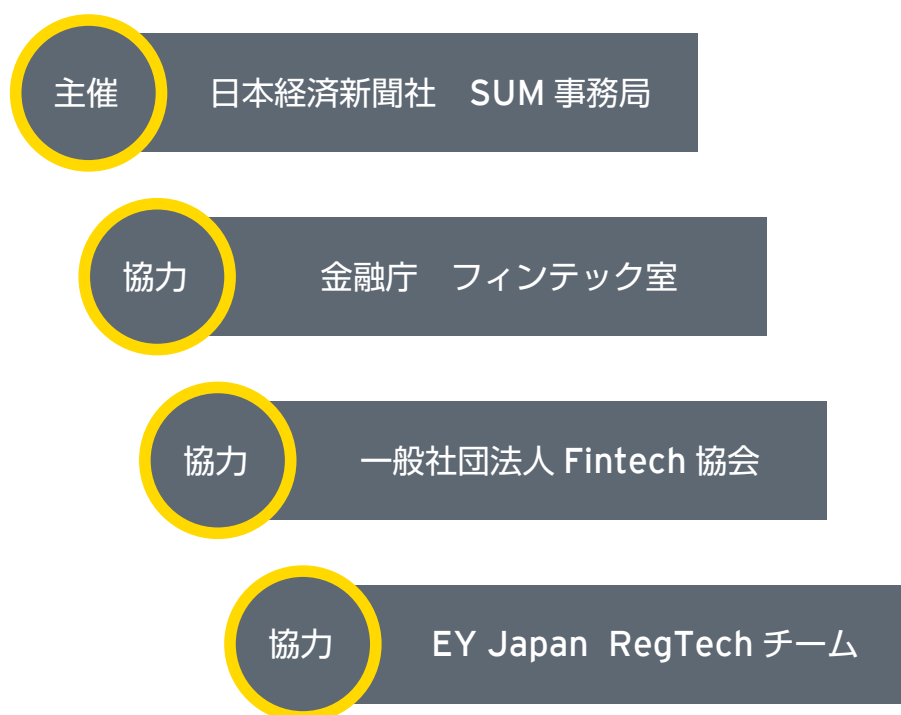 主催 日本経済新聞社　SUM 事務局
協力 金融庁　フィンテック室
協力 一般社団法人 Fintech 協会
協力 EY Japan RegTech チーム